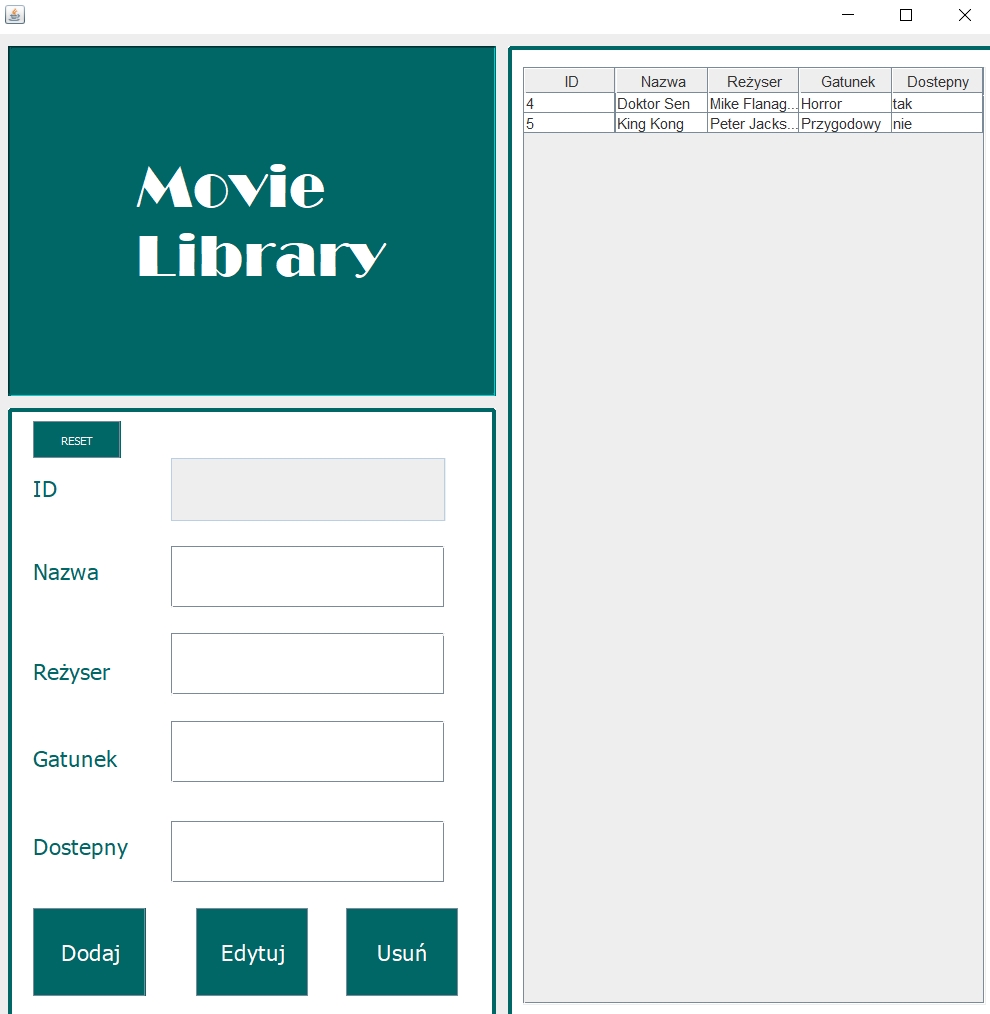 Movie
Library
RESET
ID
Nazwa
Reżyser
Gatunek
Dostepny
Dodaj Edytuj Usuń
ID Nazwa Reżyser Gatunek Dostepny
4 Doktor Sen Mike Flanag... Horror tak
5 King Kong Peter Jacks... Przygodowy nie